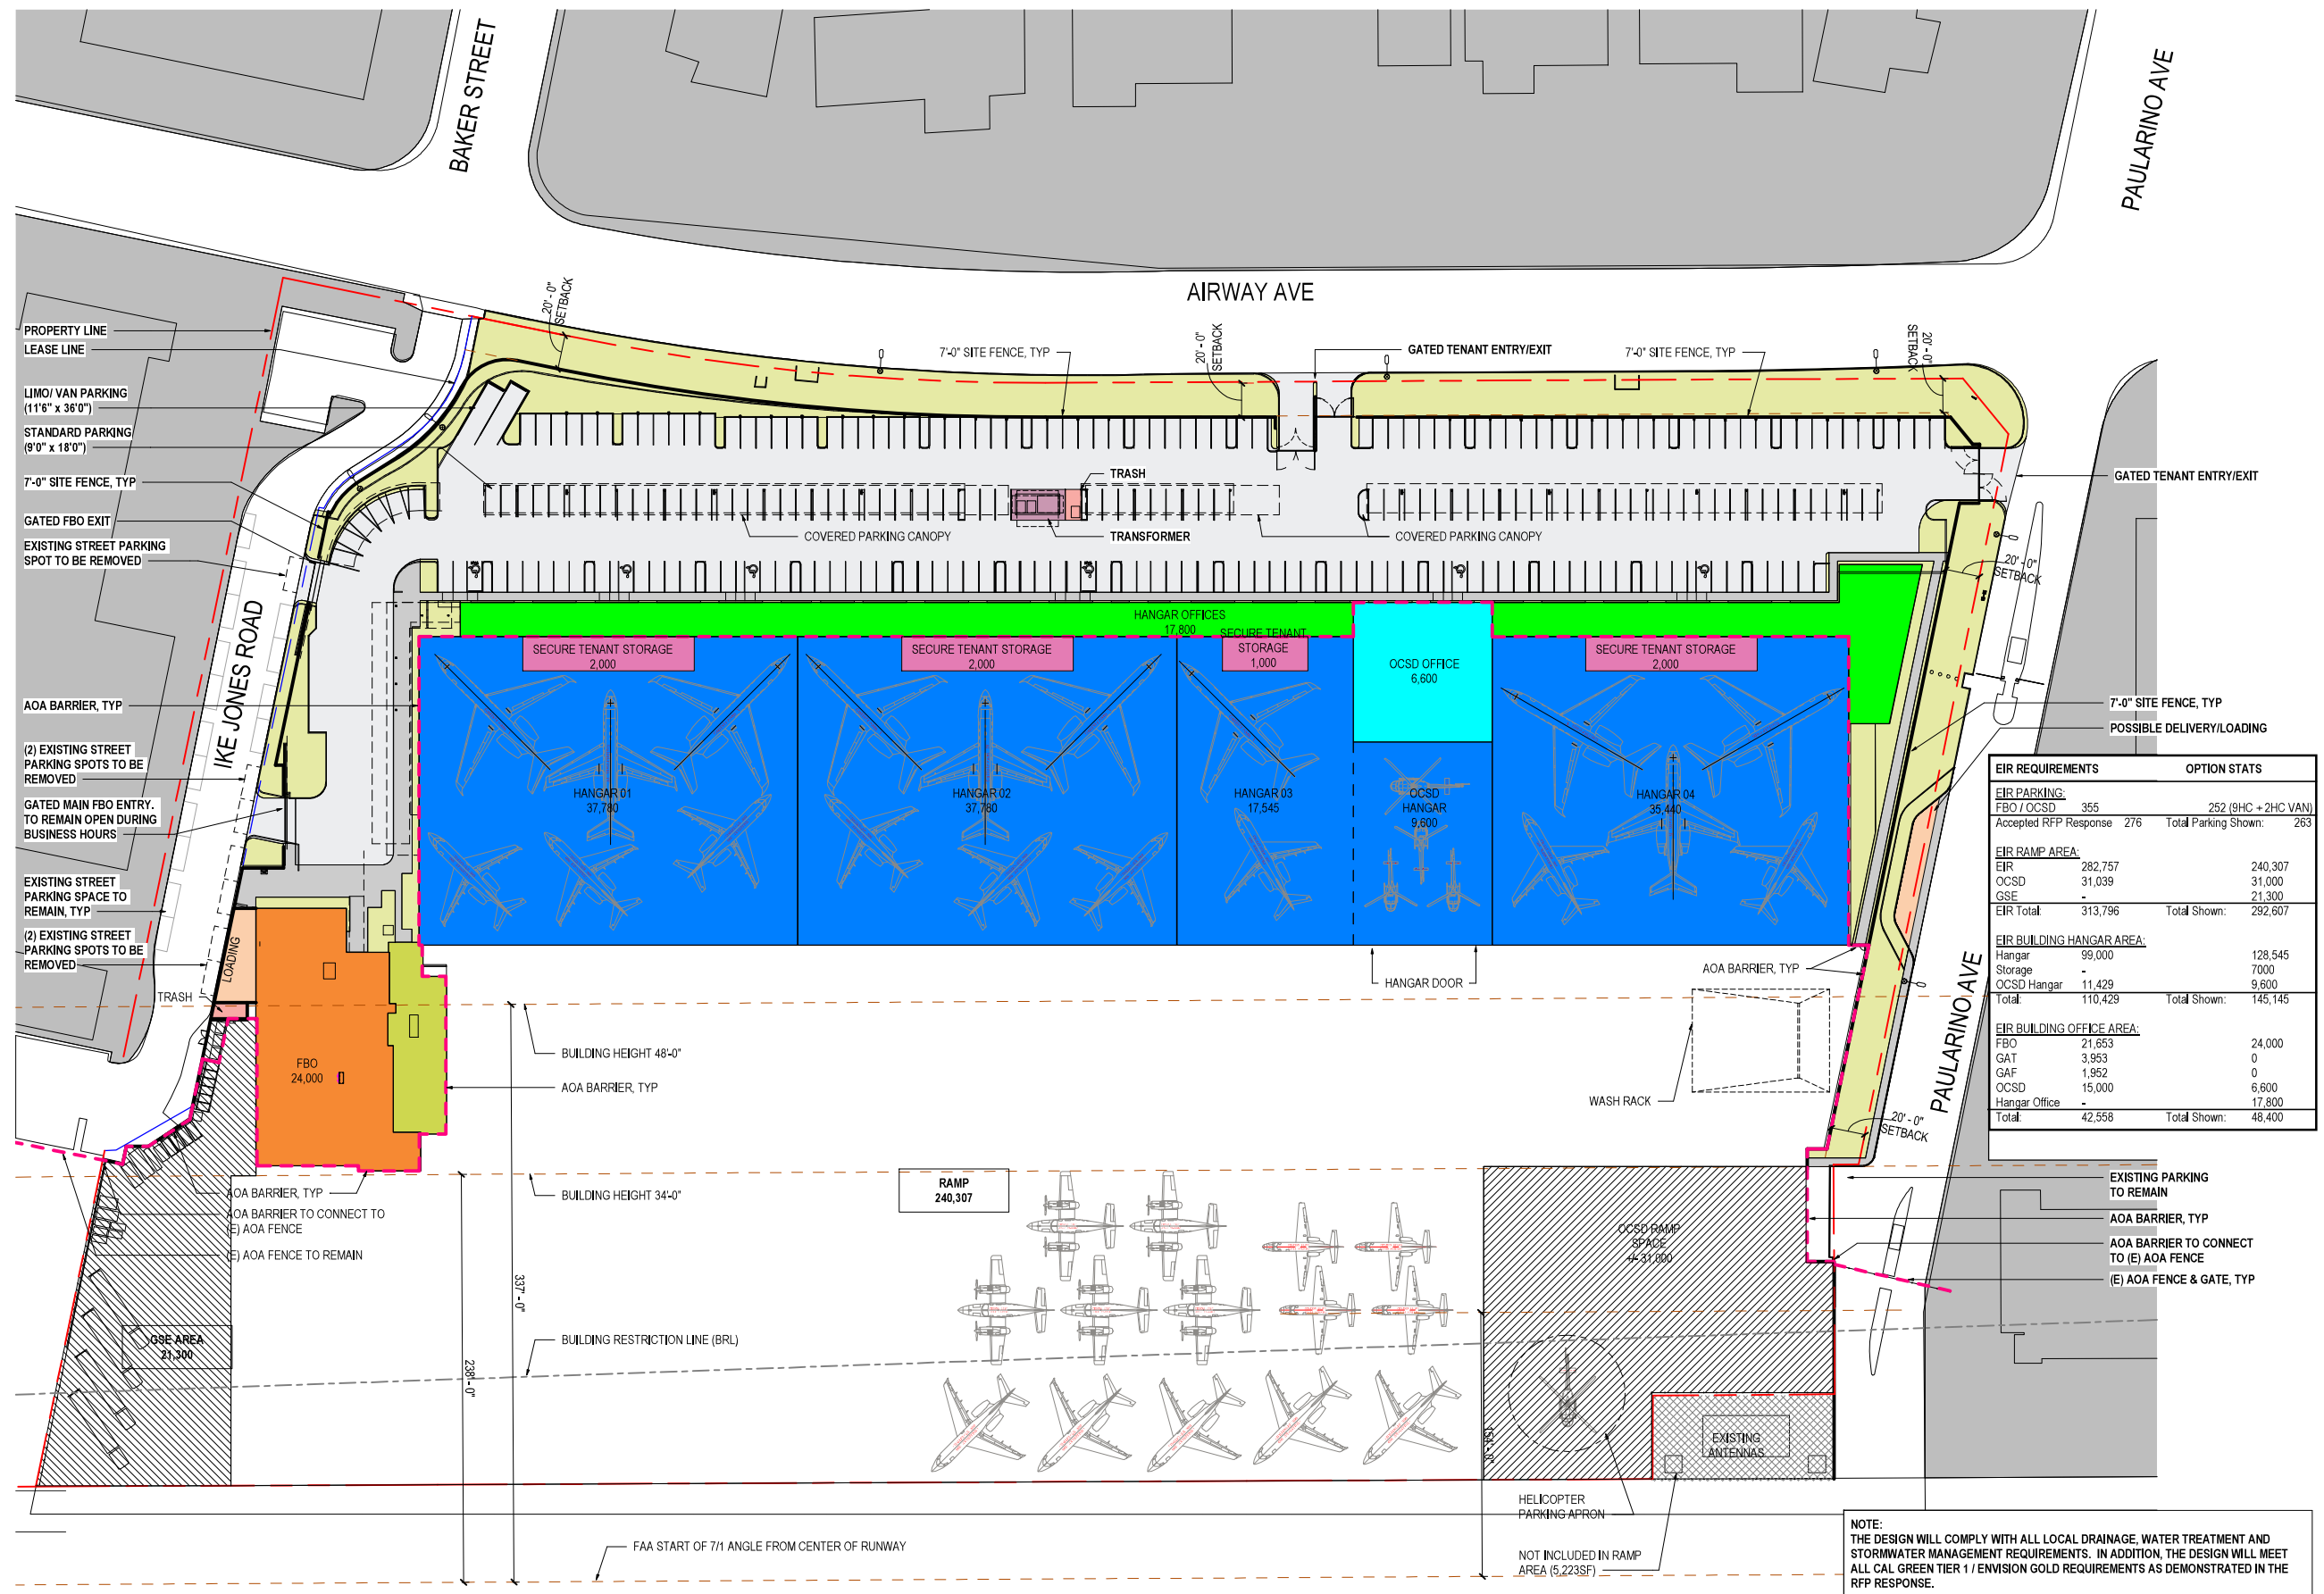 BAKER STREET
PAULARINO AVE
AIRWAY AVE
20'- 0"
SETBACK
20'- 0"
SETBACK
20'- 0"
SETBACK
PROPERTY LINE
LEASE LINE
LIMO/ VAN PARKING
(11'6" x 36'0")
STANDARD PARKING
(9'0" x 18'0")
7'-0" SITE FENCE, TYP
GATED FBO EXIT
EXISTING STREET PARKING
SPOT TO BE REMOVED
IKE JONES ROAD
AOA BARRIER, TYP
(2) EXISTING STREET
PARKING SPOTS TO BE
REMOVED
GATED MAIN FBO ENTRY.
TO REMAIN OPEN DURING
BUSINESS HOURS
EXISTING STREET
PARKING SPACE TO
REMAIN, TYP
(2) EXISTING STREET
PARKING SPOTS TO BE
REMOVED
7'-0" SITE FENCE, TYP
GATED TENANT ENTRY/EXIT
7'-0" SITE FENCE, TYP
TRASH
COVERED PARKING CANOPY
TRANSFORMER
COVERED PARKING CANOPY
GATED TENANT ENTRY/EXIT
20'- 0"
SETBACK
HANGAR OFFICES
17,800
SECURE TENANT STORAGE
2,000
SECURE TENANT STORAGE
2,000
SECURE TENANT
STORAGE
1,000
OCSD OFFICE
6,600
SECURE TENANT STORAGE
2,000
HANGAR 01
37,780
HANGAR 02
37,780
HANGAR 03
17,545
OCSD
HANGAR
9,600
HANGAR 04
35,440
7'-0" SITE FENCE, TYP
POSSIBLE DELIVERY/LOADING
EIR REQUIREMENTS OPTION STATS
EIR PARKING:
FBO / OCSD 355 252 (9HC + 2HC VAN)
Accepted RFP Response 276 Total Parking Shown: 263
EIR RAMP AREA:
EIR 282,757 240,307
OCSD 31,039 31,000
GSE - 21,300
EIR Total: 313,796 Total Shown: 292,607
EIR BUILDING HANGAR AREA:
Hangar 99,000 128,545
Storage - 7000
OCSD Hangar 11,429 9,600
Total: 110,429 Total Shown: 145,145
EIR BUILDING OFFICE AREA:
FBO 21,653 24,000
GAT 3,953 0
GAF 1,952 0
OCSD 15,000 6,600
Hangar Office - 17,800
Total: 42,558 Total Shown: 48,400
LOADING
TRASH
FBO
24,000
HANGAR DOOR
AOA BARRIER, TYP
BUILDING HEIGHT 48'-0"
AOA BARRIER, TYP
WASH RACK
PAULARINO AVE
20'- 0"
SETBACK
AOA BARRIER, TYP
AOA BARRIER TO CONNECT TO
(E) AOA FENCE
(E) AOA FENCE TO REMAIN
BUILDING HEIGHT 34'-0"
RAMP
240,307
OCSD RAMP
SPACE
+/- 31,000
EXISTING PARKING
TO REMAIN
AOA BARRIER, TYP
AOA BARRIER TO CONNECT
TO (E) AOA FENCE
(E) AOA FENCE & GATE, TYP
337'- 0"
238'- 0"
154'- 0"
GSE AREA
21,300
BUILDING RESTRICTION LINE (BRL)
EXISTING
ANTENNAS
HELICOPTER
PARKING APRON
NOT INCLUDED IN RAMP
AREA (5,223SF)
FAA START OF 7/1 ANGLE FROM CENTER OF RUNWAY
NOTE:
THE DESIGN WILL COMPLY WITH ALL LOCAL DRAINAGE, WATER TREATMENT AND
STORMWATER MANAGEMENT REQUIREMENTS. IN ADDITION, THE DESIGN WILL MEET
ALL CAL GREEN TIER 1 / ENVISION GOLD REQUIREMENTS AS DEMONSTRATED IN THE
RFP RESPONSE.